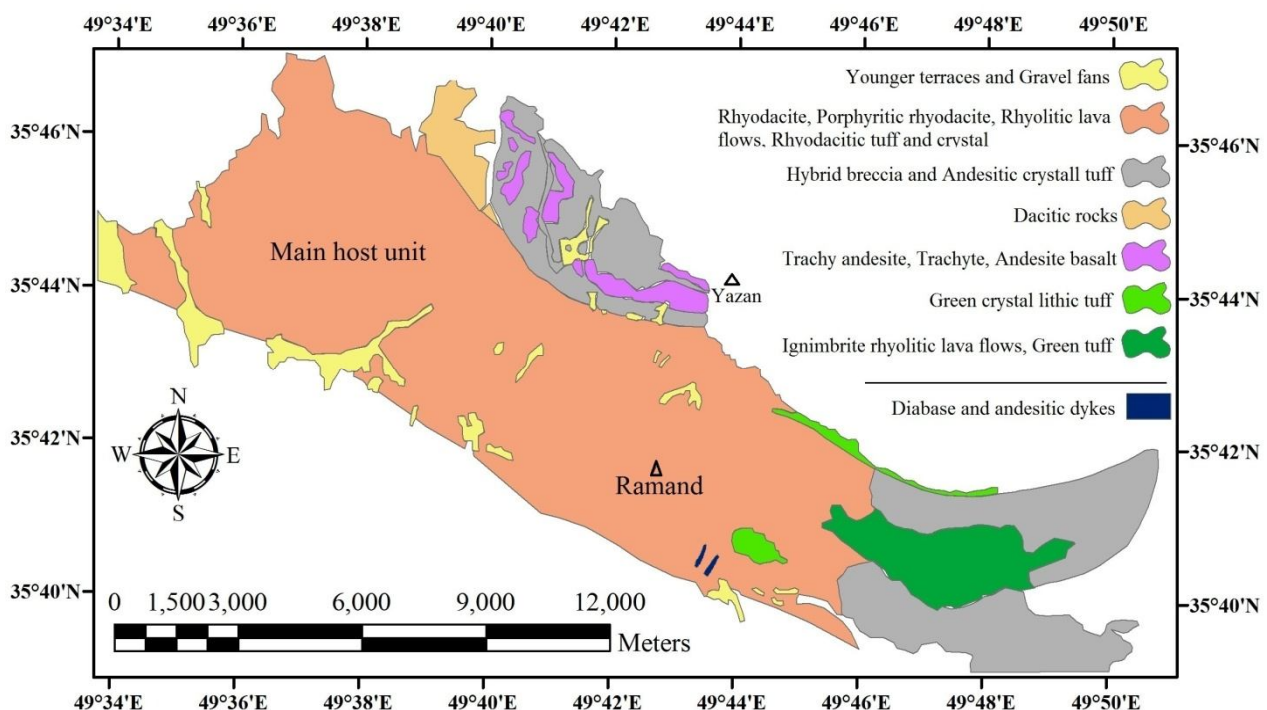 49°34'E 49°36'E 49°38'E 49°40'E 49°42'E 49°44'E 49°46'E 49°48'E 49°50'E
Younger terraces and Gravel fans
Rhyodacite, Porphyritic rhyodacite, Rhyolitic lava
flows, Rhyodacitic tuff and crystal
Hybrid breccia and Andesitic crystall tuff
Dacitic rocks
Trachy andesite, Trachyte, Andesite basalt
Green crystal lithic tuff
Ignimbrite rhyolitic lava flows, Green tuff
Diabase and andesitic dykes
35°46'N 35°46'N
35°44'N 35°44'N
35°42'N 35°42'N
35°40'N 35°40'N
Main host unit
Yazan
Ramand
N
W E
S
0 1,500 3,000 6,000 9,000 12,000
Meters
49°34'E 49°36'E 49°38'E 49°40'E 49°42'E 49°44'E 49°46'E 49°48'E 49°50'E